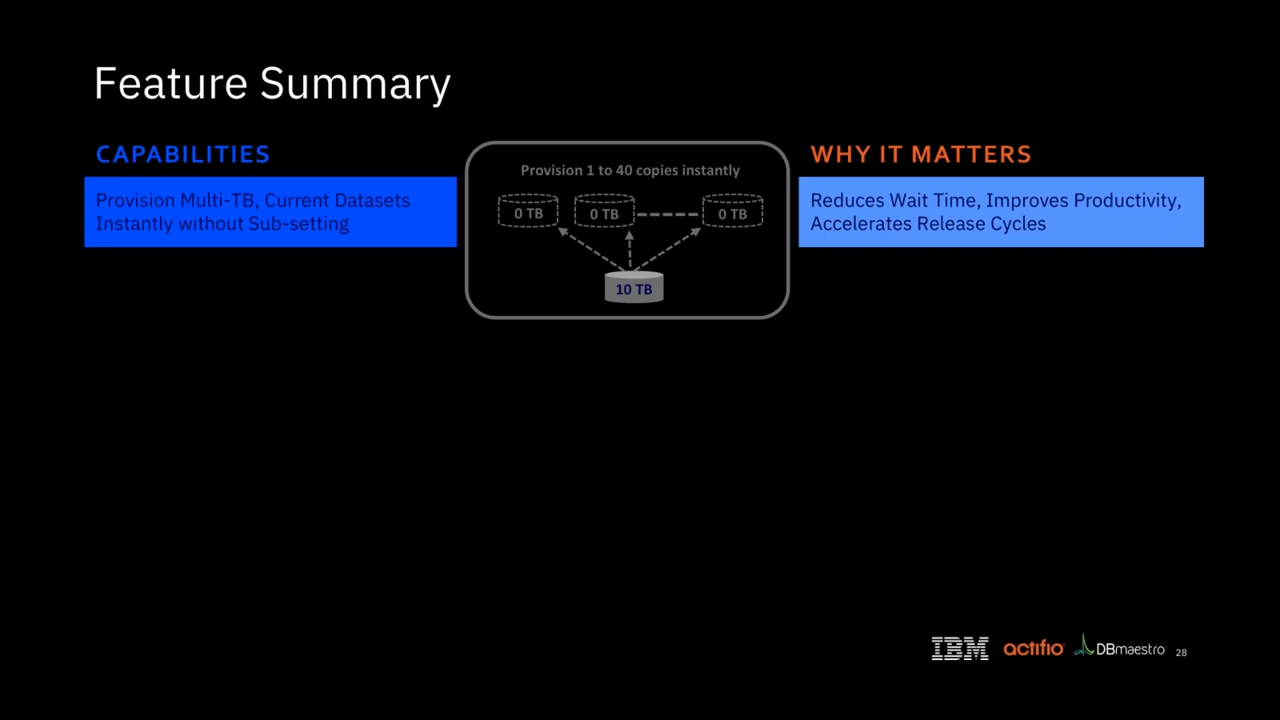 Feature Summary
CAPABILITIES
Provision Multi-TB, Current Datasets
Instantly without Sub-setting
Provision 1 to 40 copies instantly
0 TB
0 TB
0 TB
10 TB
WHY IT MATTERS
Reduces Wait Time, Improves Productivity,
Accelerates Release Cycles
IBM
actifio
DBmaestro
28